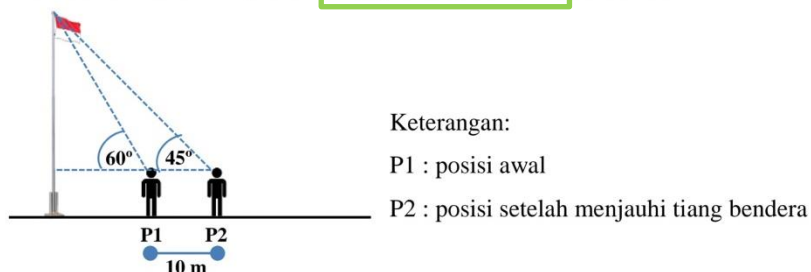 60°
45°
P1
P2
10 m
Keterangan:
P1 : posisi awal
P2 : posisi setelah menjauhi tiang bendera